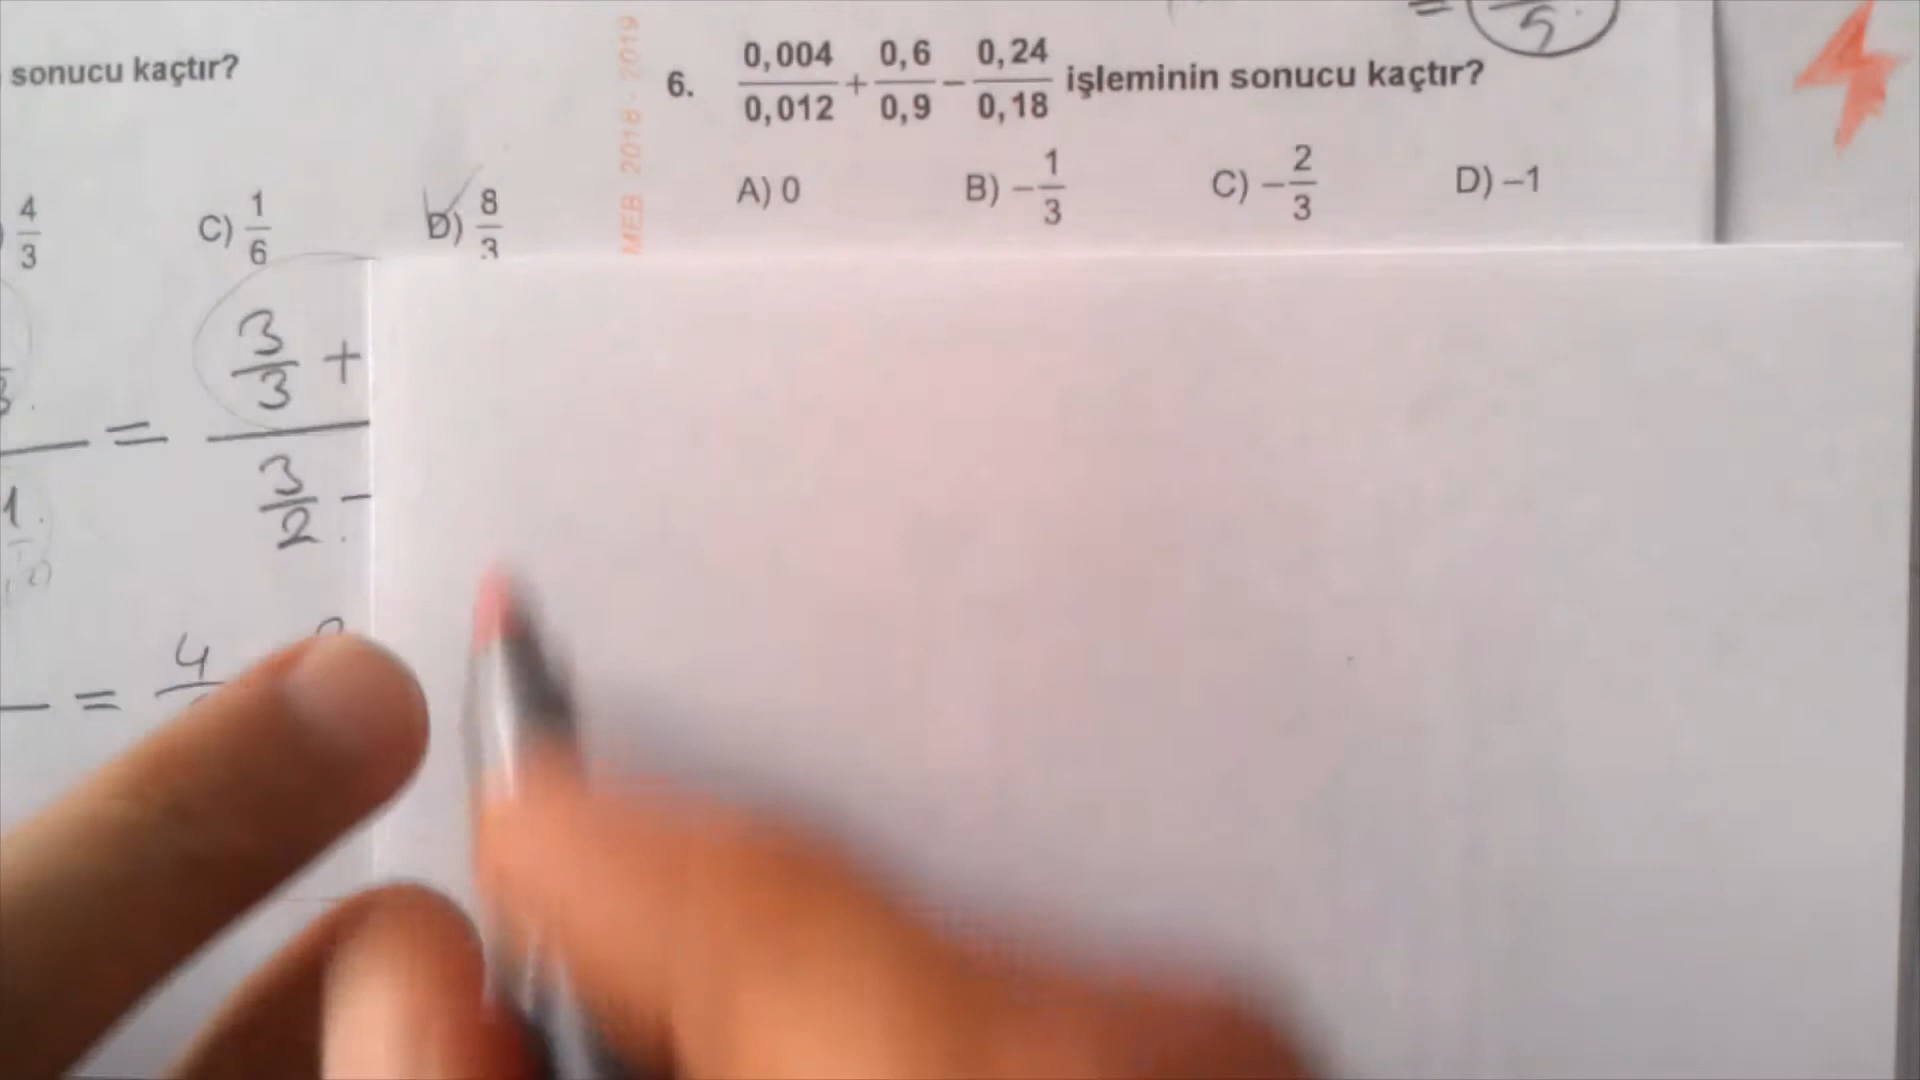 sonucu kaçtır?
4/3 C) 1/6 D) 8/3
3/3 +
=
3/2 -
1.
= 4
MEB 2018 - 2019
= 5
6. 0,004/0,012 + 0,6/0,9 - 0,24/0,18 işleminin sonucu kaçtır?
A) 0 B) -1/3 C) -2/3 D) -1